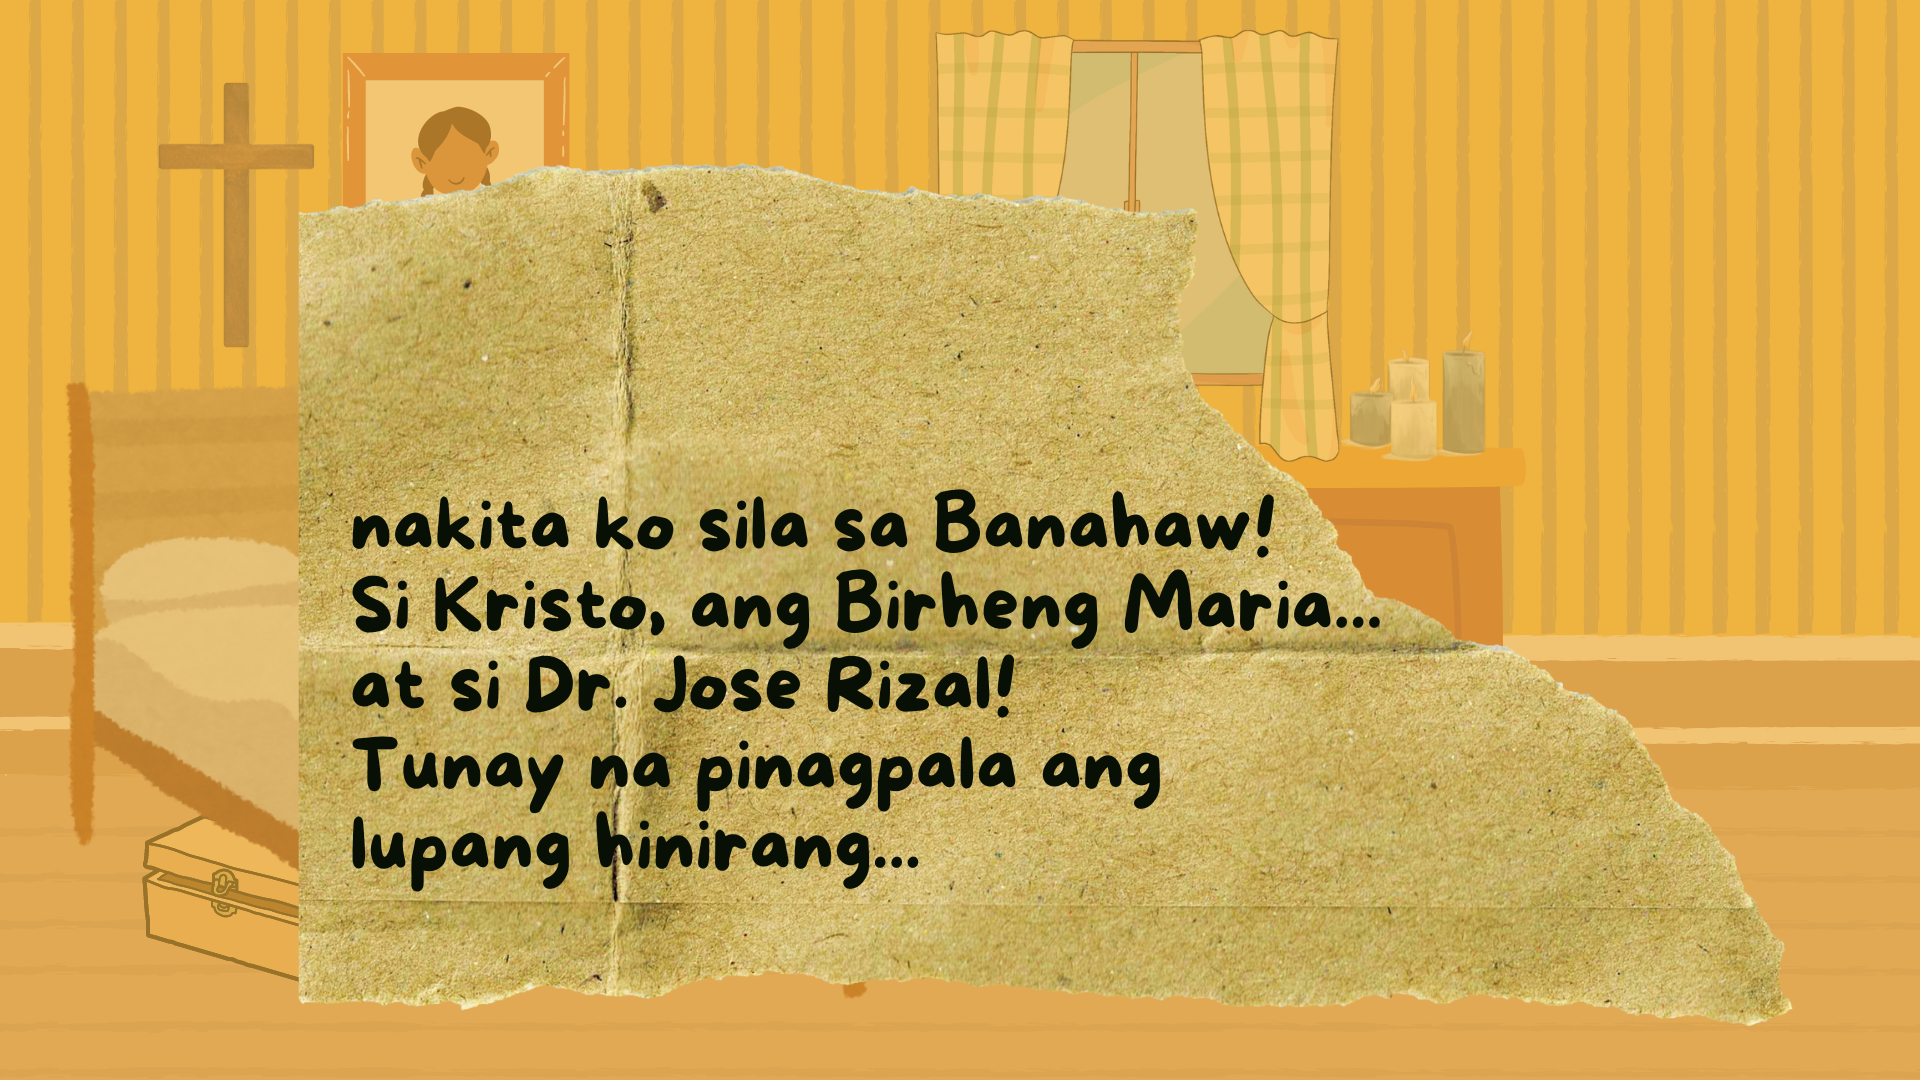 nakita ko sila sa Banahaw!
Si Kristo, ang Birheng Maria...
at si Dr. Jose Rizal!
Tunay na pinagpala ang
lupang hinirang...